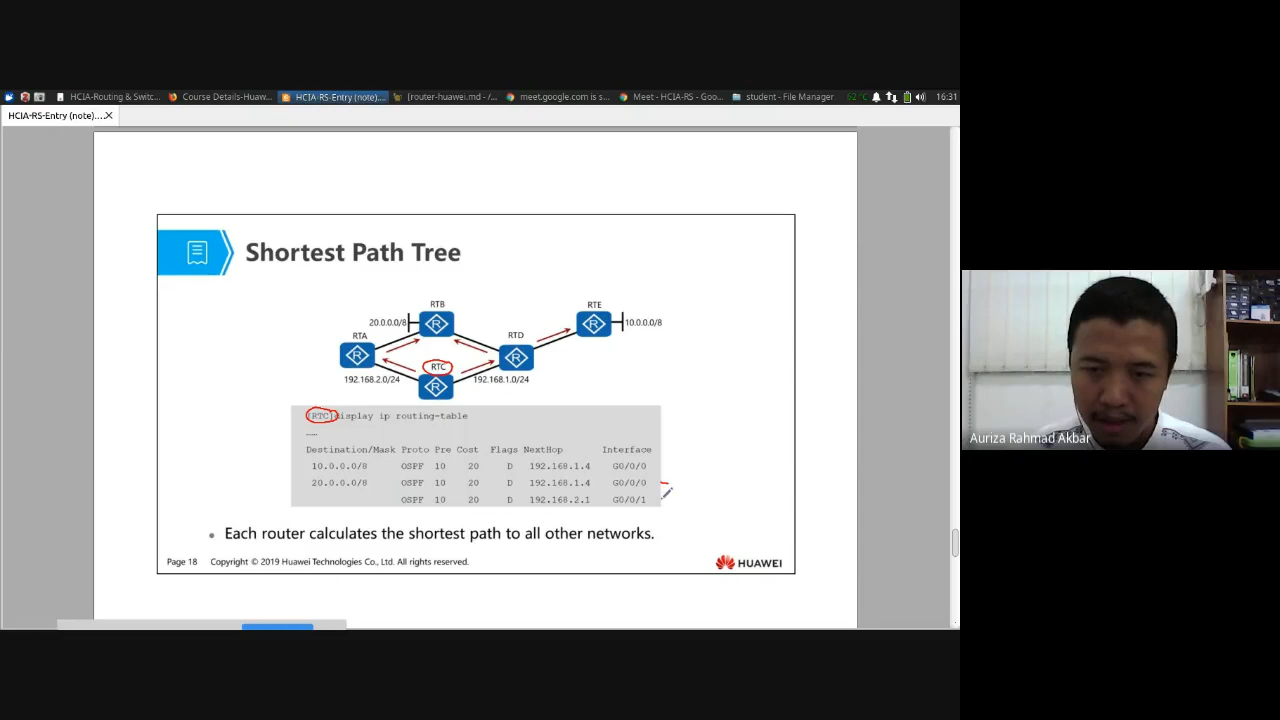 HCIA-Routing & Switc...
Course Details-Huaw...
HCIA-RS-Entry (note)....
(router-huawei.md - /...
meet.google.com is s...
Meet - HCIA-RS - Goo...
student - File Manager
62°C
16:31
HCIA-RS-Entry (note)....
Shortest Path Tree
RTB
RTE
20.0.0.0/8
10.0.0.0/8
RTA
RTD
RTC
192.168.2.0/24
192.168.1.0/24
[RTC]display ip routing-table
……
Destination/Mask Proto Pre Cost Flags NextHop Interface
10.0.0.0/8 OSPF 10 20 D 192.168.1.4 G0/0/0
20.0.0.0/8 OSPF 10 20 D 192.168.1.4 G0/0/0
OSPF 10 20 D 192.168.2.1 G0/0/1
Each router calculates the shortest path to all other networks.
Page 18 Copyright © 2019 Huawei Technologies Co., Ltd. All rights reserved.
HUAWEI
Auriza Rahmad Akbar